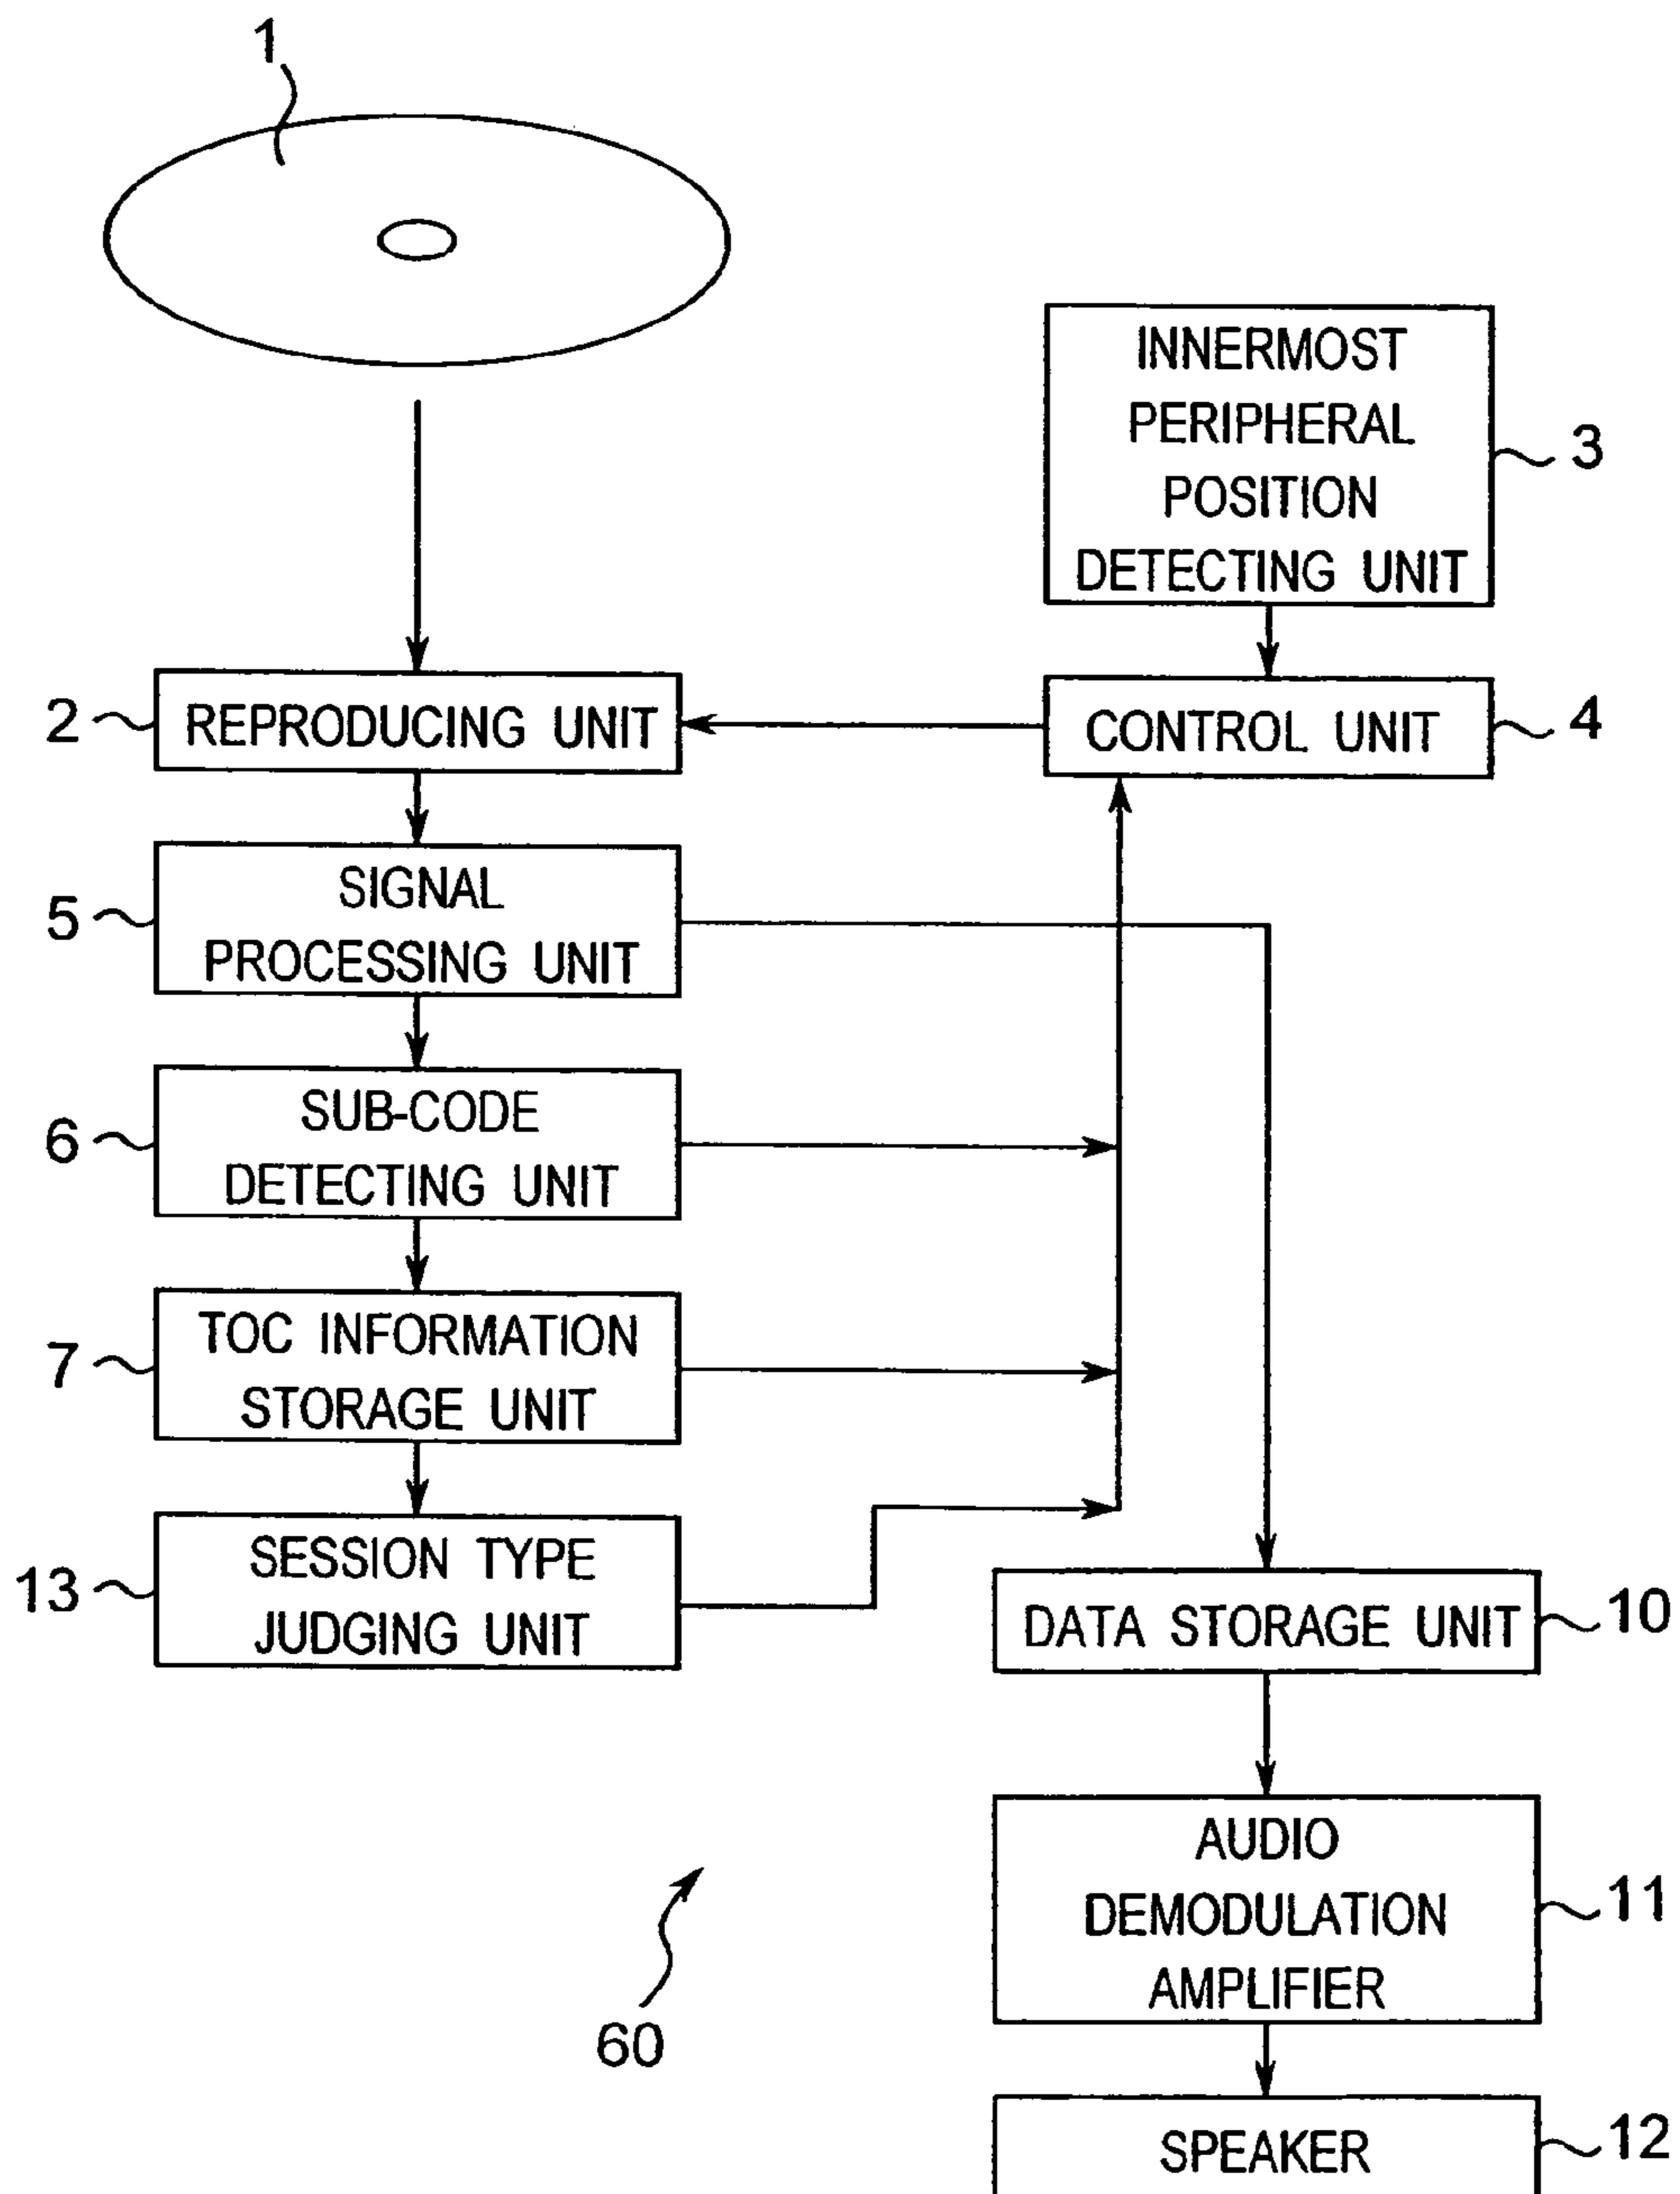 1
INNERMOST
PERIPHERAL
POSITION
DETECTING UNIT
3
2
REPRODUCING UNIT
CONTROL UNIT
4
5
SIGNAL
PROCESSING UNIT
6
SUB-CODE
DETECTING UNIT
7
TOC INFORMATION
STORAGE UNIT
13
SESSION TYPE
JUDGING UNIT
DATA STORAGE UNIT
10
AUDIO
DEMODULATION
AMPLIFIER
11
60
SPEAKER
12